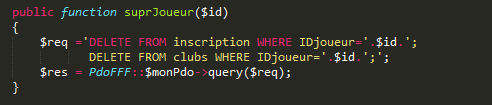 public function suprJoueur($id)
{
$req ='DELETE FROM inscription WHERE IDjoueur='.$id.';
DELETE FROM clubs WHERE IDjoueur='.$id.';';
$res = PdoFFF::$monPdo->query($req);
}